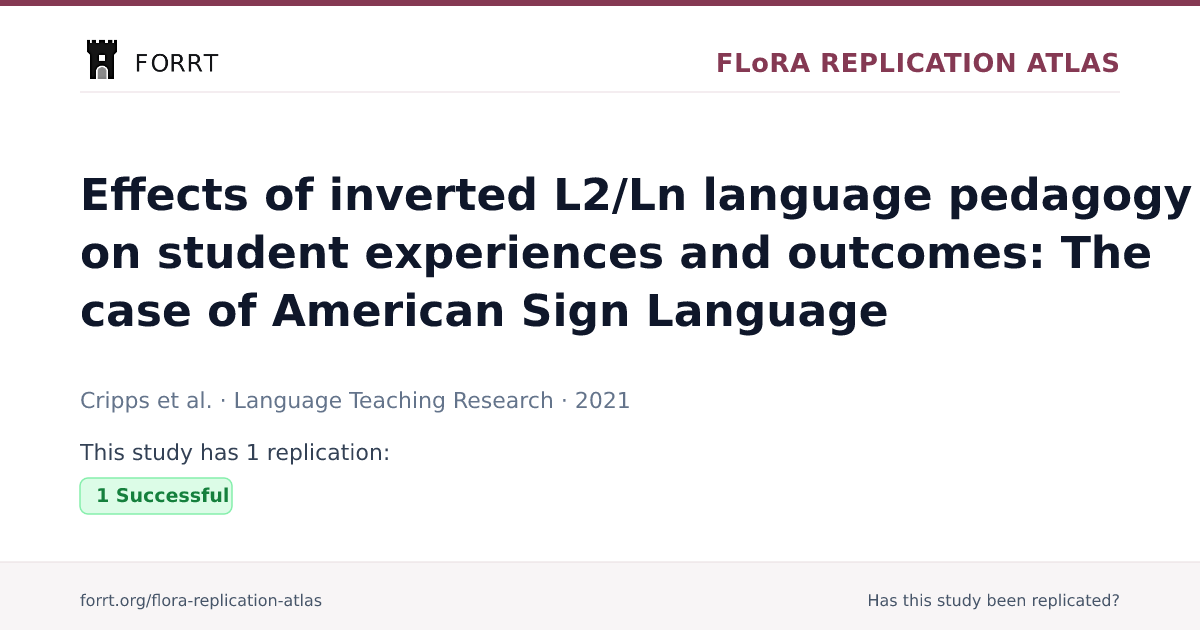 FORRT
FLoRA REPLICATION ATLAS
Effects of inverted L2/Ln language pedagogy
on student experiences and outcomes: The
case of American Sign Language
Cripps et al. · Language Teaching Research · 2021
This study has 1 replication:
1 Successful
forrt.org/flora-replication-atlas
Has this study been replicated?